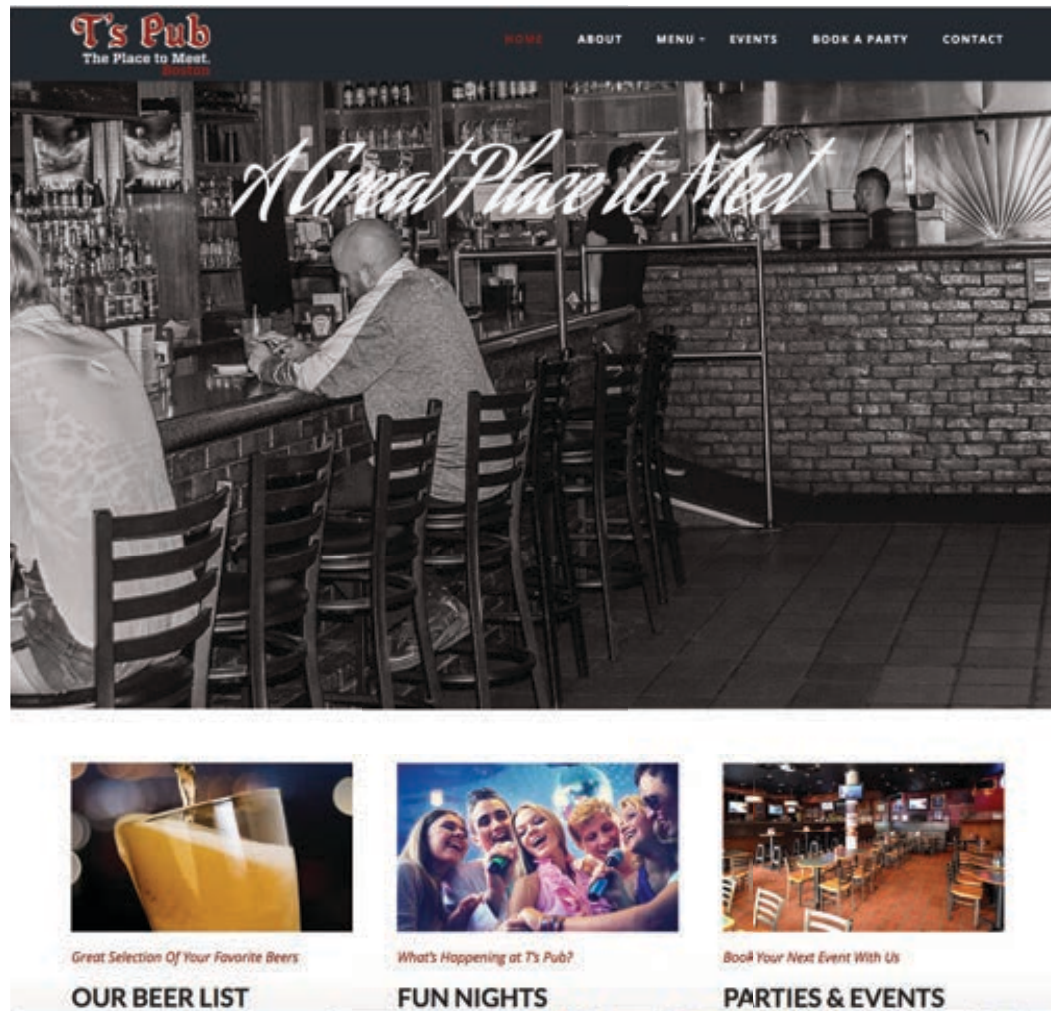 T's Pub
The Place to Meet.
Boston
HOME ABOUT MENU EVENTS BOOK A PARTY CONTACT
A Great Place to Meet
Great Selection Of Your Favorite Beers
OUR BEER LIST
What's Happening at T's Pub?
FUN NIGHTS
Book Your Next Event With Us
PARTIES & EVENTS